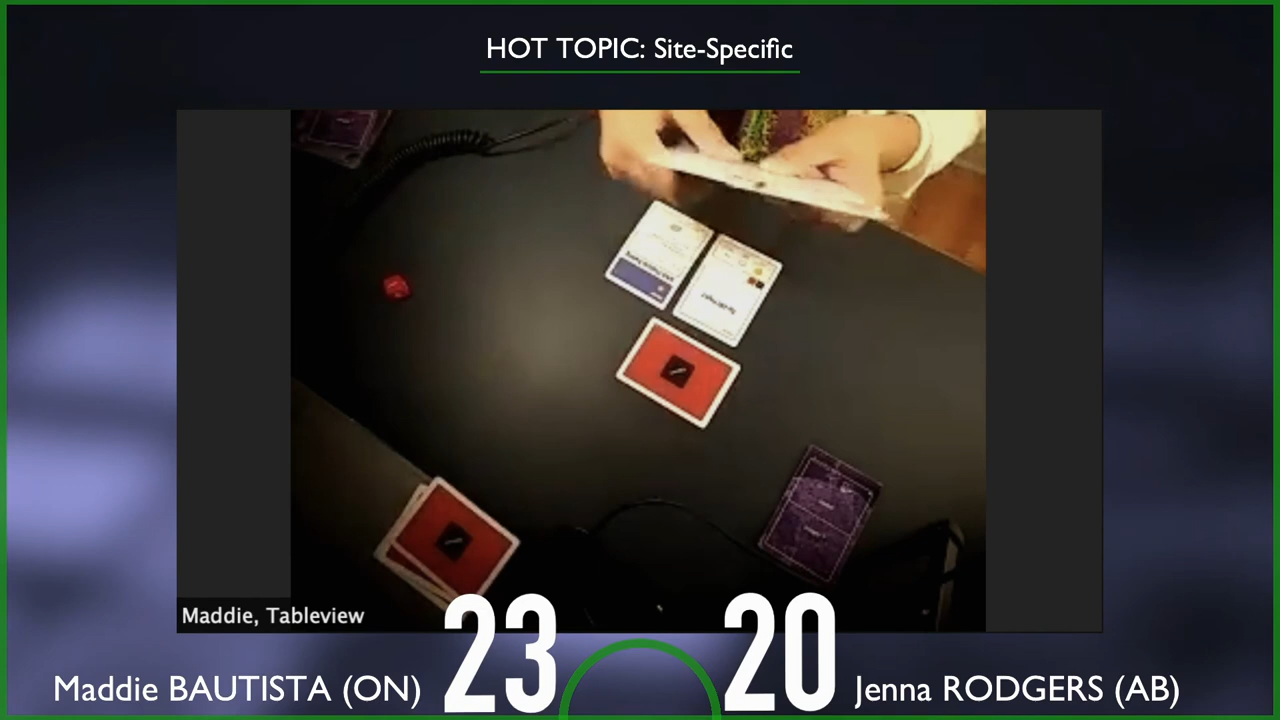 HOT TOPIC: Site-Specific
Maddie, Tableview
23
20
Maddie BAUTISTA (ON)
Jenna RODGERS (AB)